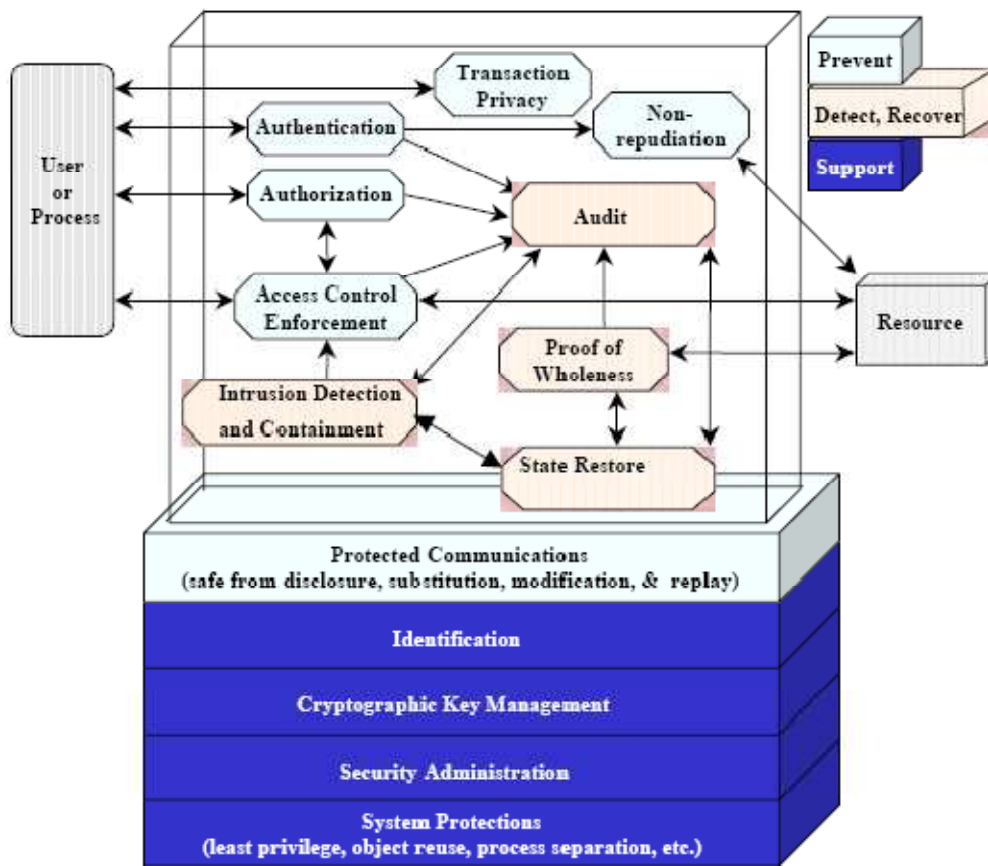 Prevent
Detect, Recover
Support
Transaction
Privacy
Non-
repudiation
Authentication
User
or
Process
Authorization
Audit
Access Control
Enforcement
Resource
Proof of
Wholeness
Intrusion Detection
and Containment
State Restore
Protected Communications
(safe from disclosure, substitution, modification, & replay)
Identification
Cryptographic Key Management
Security Administration
System Protections
(least privilege, object reuse, process separation, etc.)